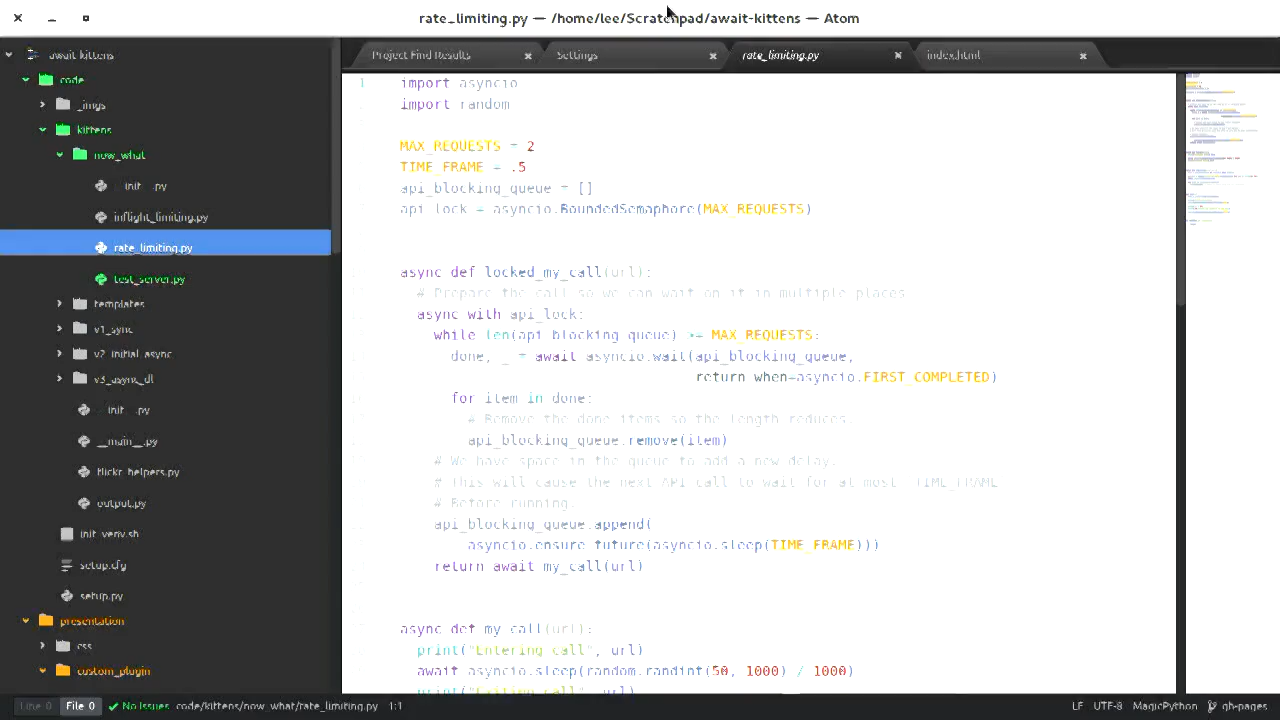 rate_limiting.py — /home/lee/Scratchpad/await-kittens — Atom
await-kittens
Project Find Results
Settings
rate_limiting.py
index.html
code
_imgs
kittens
now_what
__init__.py
inflight_limiting.py
rate_limiting.py
test_server.py
templates
v1_sync
v2_initial_async
v3_async_dl
__init__.py
__main__.py
flickr_helpers.py
output.py
init_venv.sh
setup.cfg
setup.py
presentation
css
custom_plugin
1
import asyncio
import random
MAX_REQUESTS = 2
TIME_FRAME
api_blocking_queue = []
api_lock BoundedSemaphore(MAX_REQUESTS)
async def locked_my_call(url):
# Prepare the call so we can wait on it in multiple places
async with api_lock:
while len(api_blocking_queue) MAX_REQUESTS:
done, _ = await asyncio.wait(api_blocking_queue,
return_when=asyncio.FIRST_COMPLETED)
for item in done:
# Remove the done items so the length reduces.
api_blocking_queue.remove(item)
# We have space in the queue to add a new delay.
# This will cause the next API call to wait for at most TIME_FRAME
# Before running.
api_blocking_queue.append(
asyncio.ensure_future(asyncio.sleep(TIME_FRAME)))
return await my_call(url)
async def my_call(url):
print("Entering call", url)
await asyncio.sleep(random.randint(50, 1000) / 1000)
print("Exiting call", url)
Line 0 File 0 No Issues code/kittens/now_what/rate_limiting.py 1:1 LF UTF-8 MagicPython gh-pages